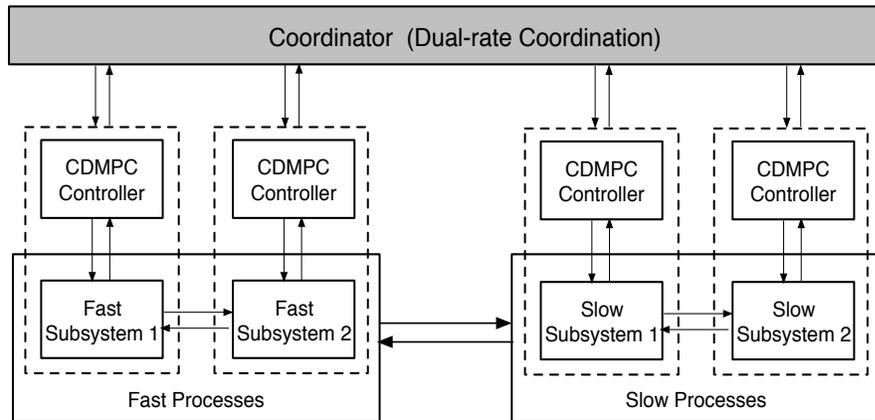 Coordinator (Dual-rate Coordination)
CDMPC
Controller
CDMPC
Controller
CDMPC
Controller
CDMPC
Controller
Fast
Subsystem 1
Fast
Subsystem 2
Slow
Subsystem 1
Slow
Subsystem 2
Fast Processes
Slow Processes